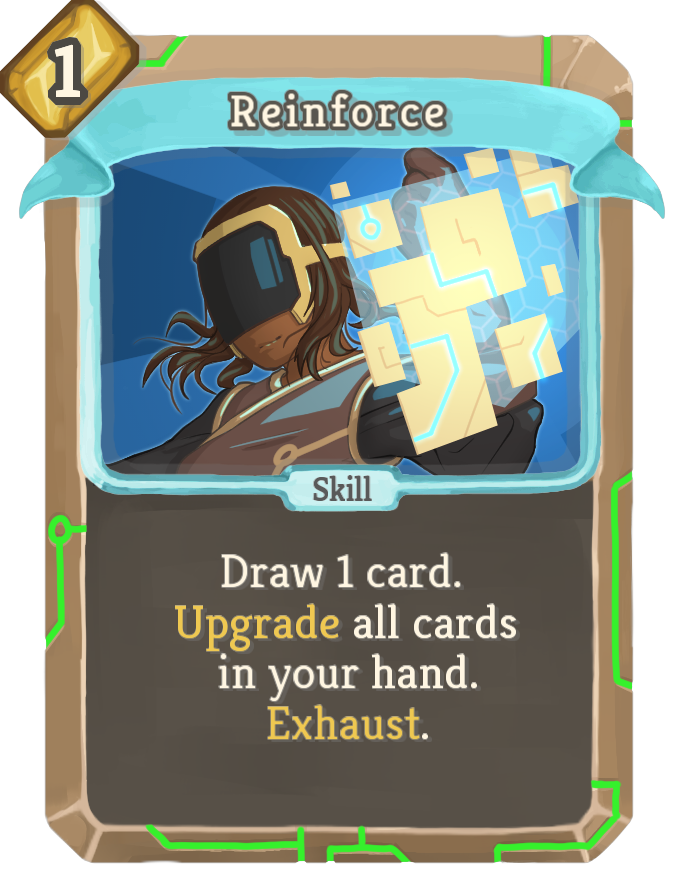 1
Reinforce
Skill
Draw 1 card.
Upgrade all cards
in your hand.
Exhaust.